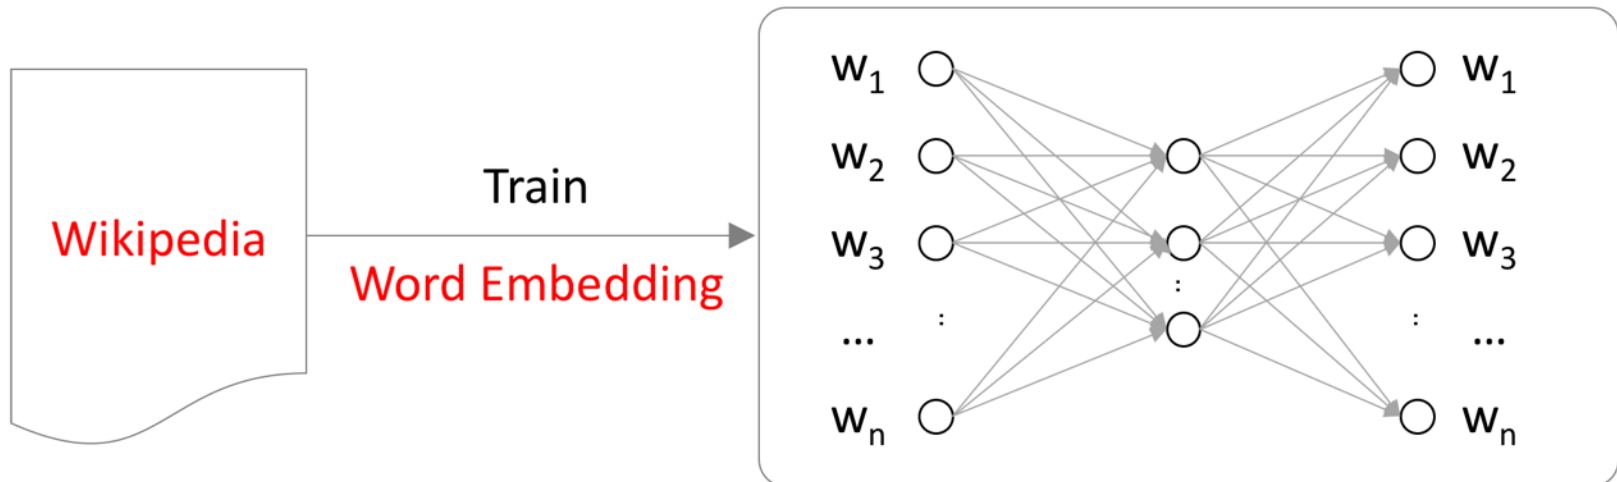 Wikipedia
Train
Word Embedding
w1
w2
w3
...
wn
:
:
:
w1
w2
w3
...
wn